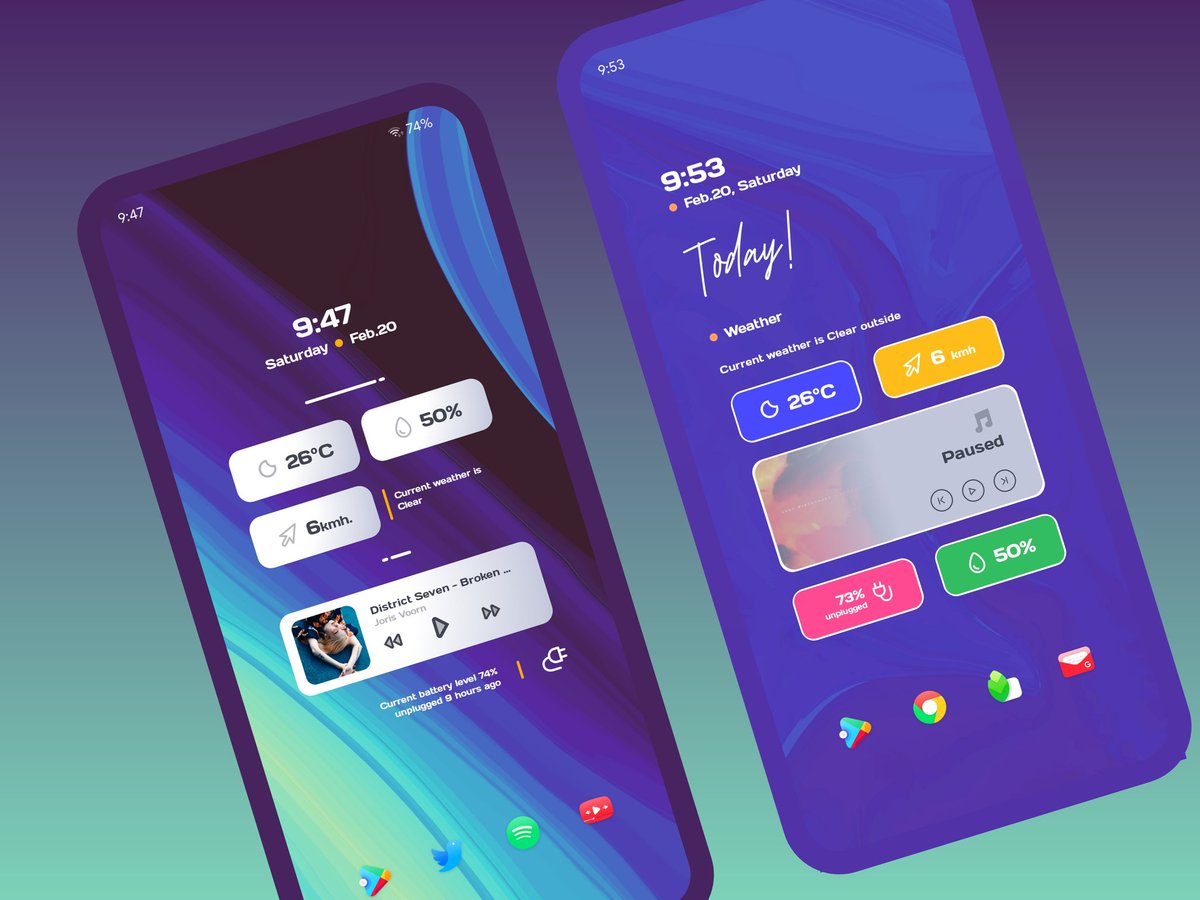 9:47
74%
9:47
Saturday Feb.20
26°C
50%
6kmh.
Current weather is
Clear
District Seven - Broken ...
Joris Voorn
Current battery level 74%
unplugged 9 hours ago
9:53
9:53
Feb.20, Saturday
Today!
Weather
Current weather is Clear outside
26°C
6 kmh
Paused
73%
unplugged
50%
G